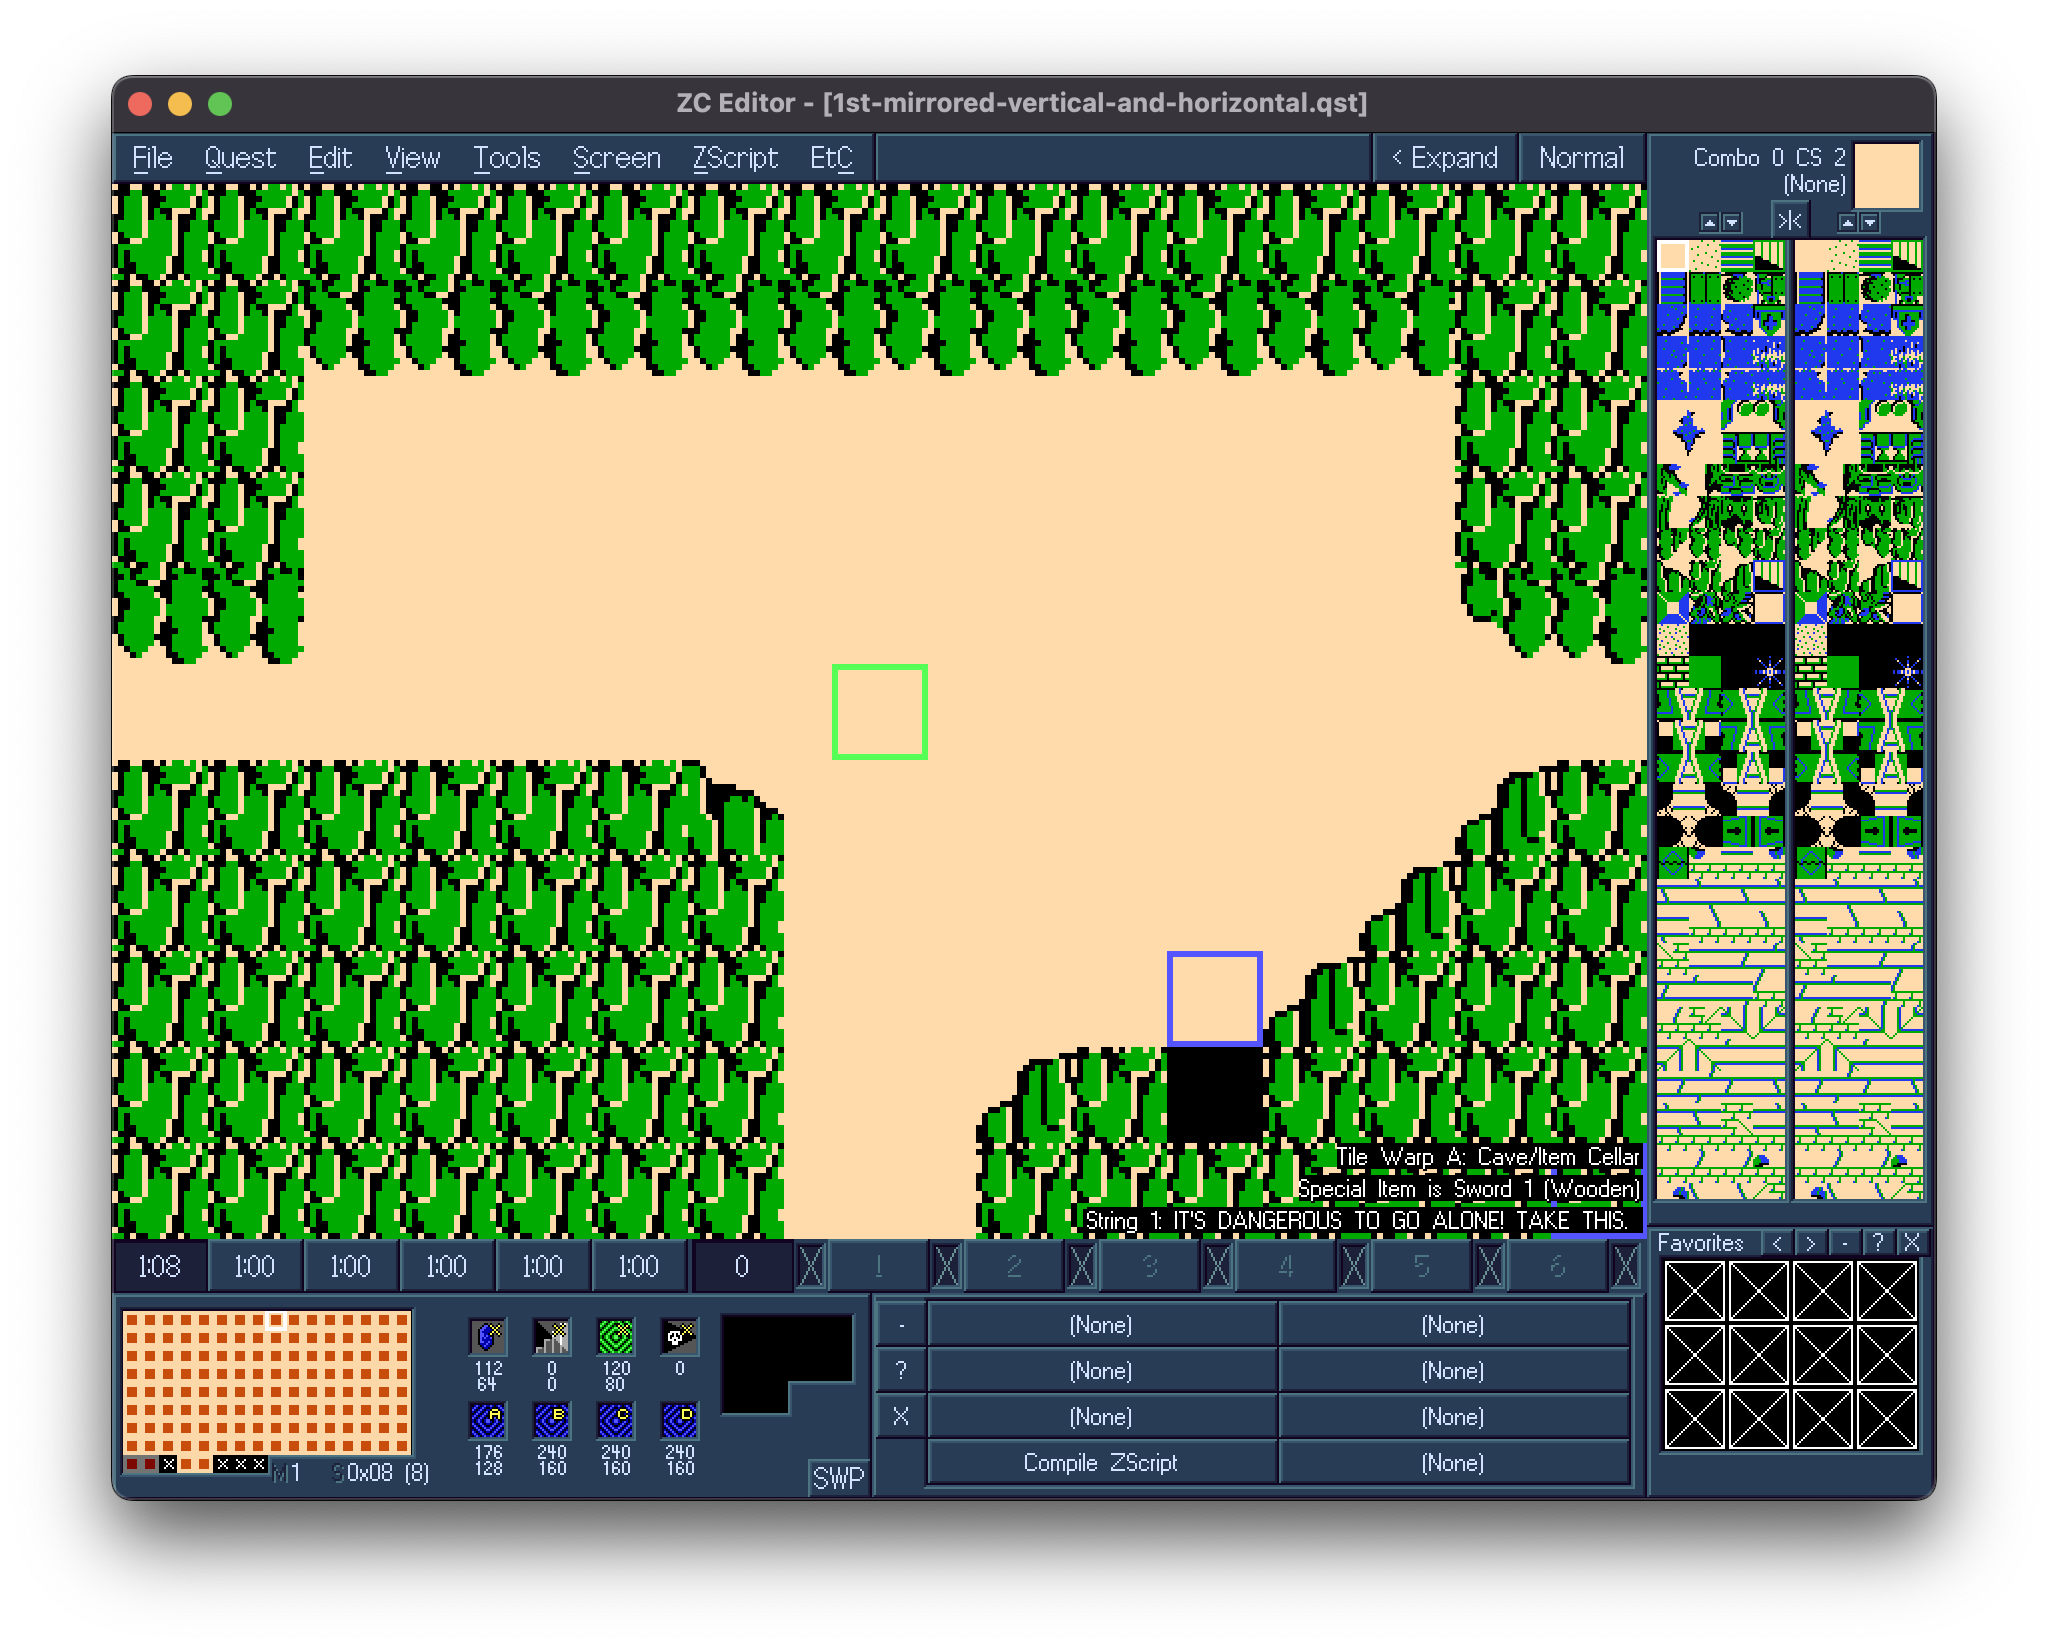 ZC Editor - [1st-mirrored-vertical-and-horizontal.qst]
File Quest Edit View Tools Screen ZScript EtC
< Expand Normal
Combo 0 CS 2
(None)
Tile Warp A: Cave/Item Cellar
Special Item is Sword 1 (Wooden)
String 1: IT'S DANGEROUS TO GO ALONE! TAKE THIS.
1:08 1:00 1:00 1:00 1:00 1:00 0 X 1 X 2 X 3 X 4 X 5 X 6 X
Favorites < > - ? X
112 0 120 0
64 0 80
A B C D
176 240 240 240
128 160 160 160
X X X X M 1 S 0x08 (8)
SWP
- (None) (None)
? (None) (None)
X (None) (None)
Compile ZScript (None)